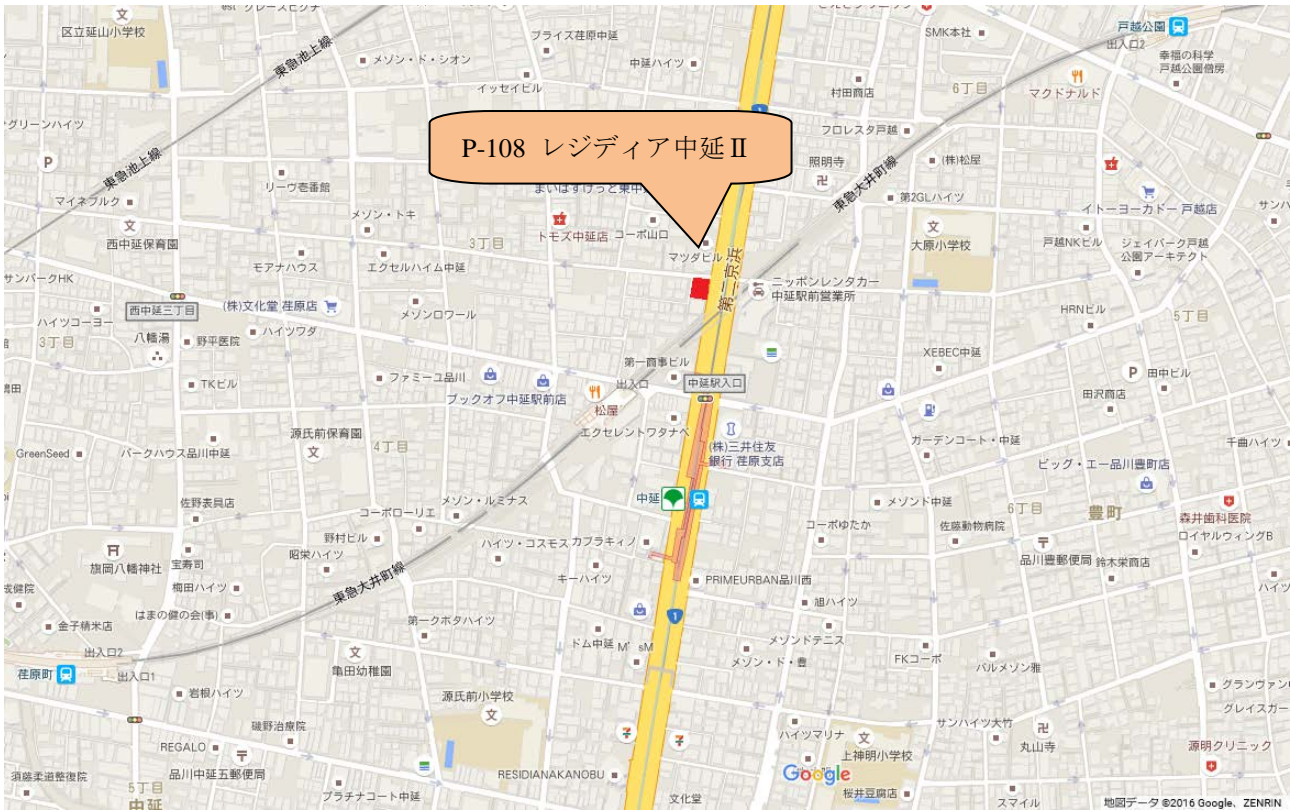 区立延山小学校
東急池上線
メゾン・ド・シオン
プライズ荏原中延
中延ハイツ
イッセイビル
SMK本社
戸越公園
出入口2
幸福の科学
戸越公園僧房
マクドナルド
6丁目
村田商店
1
フロレスタ戸越
グリーンハイツ
P
P-108 レジディア中延Ⅱ
照明寺
(株)松屋
東急大井町線
東急池上線
リーヴ壱番館
マイネブルク
西中延保育園
メゾン・トキ
トモズ中延店
コーポ山口
3丁目
マツダビル
第2GLハイツ
大原小学校
イトーヨーカドー 戸越店
戸越NKビル
ジェイパーク戸越
公園アーキテクト
サンパークHK
モアナハウス
エクセルハイム中延
第二京浜
ニッポンレンタカー
中延駅前営業所
西中延三丁目
(株)文化堂 荏原店
メゾンロワール
HRNビル
5丁目
ハイツコーヨー
3丁目
八幡湯
野平医院
ハイツワダ
XEBEC中延
第一商事ビル
TKビル
ファミーユ品川
出入口
中延駅入口
P
田中ビル
ブックオフ中延駅前店
松屋
田沢商店
エクセレントワタナベ
源氏前保育園
(株)三井住友
銀行 荏原支店
ガーデンコート・中延
千曲ハイツ
GreenSeed
パークハウス品川中延
4丁目
ビッグ・エー品川豊町店
佐野表具店
メゾン・ルミナス
中延
メゾンド中延
コーポローリエ
6丁目
豊町
森井歯科医院
野村ビル
コーポゆたか
佐藤動物病院
ロイヤルウィングB
旗岡八幡神社
宝寿司
昭栄ハイツ
ハイツ・コスモス
カプラキィノ
品川豊郵便局
鈴木栄商店
梅田ハイツ
東急大井町線
キーハイツ
PRIMEURBAN品川西
はまの健の会(事)
旭ハイツ
金子精米店
第一クボタハイツ
1
ドム中延
M'sM
メゾンドテニス
出入口2
荏原町
出入口1
亀田幼稚園
メゾン・ド・豊
FKコーポ
パルメゾン雅
岩根ハイツ
源氏前小学校
磯野治療院
サンハイツ大竹
REGALO
ハイツマリナ
上神明小学校
丸山寺
源明クリニック
須藤柔道整復院
品川中延五郵便局
RESIDIANAKANOBU
Google
5丁目
中延
プラチナコート中延
文化堂
桜井豆腐店
スマイル
地図データ ©2016 Google、ZENRIN